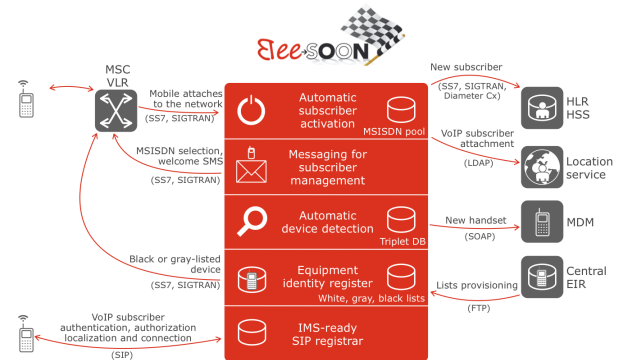 Elee-SOON
MSC
VLR
Mobile attaches
to the network
(SS7, SIGTRAN)
MSISDN selection,
welcome SMS
(SS7, SIGTRAN)
Black or gray-listed
device
(SS7, SIGTRAN)
VoIP subscriber
authentication, authorization
localization and connection
(SIP)
Automatic
subscriber
activation
MSISDN pool
Messaging for
subscriber
management
Automatic
device detection
Triplet DB
Equipment
identity register
White, gray, black lists
IMS-ready
SIP registrar
New subscriber
(SS7, SIGTRAN,
Diameter Cx)
HLR
HSS
VoIP subscriber
attachment
(LDAP)
Location
service
New handset
(SOAP)
MDM
Lists provisioning
(FTP)
Central
EIR